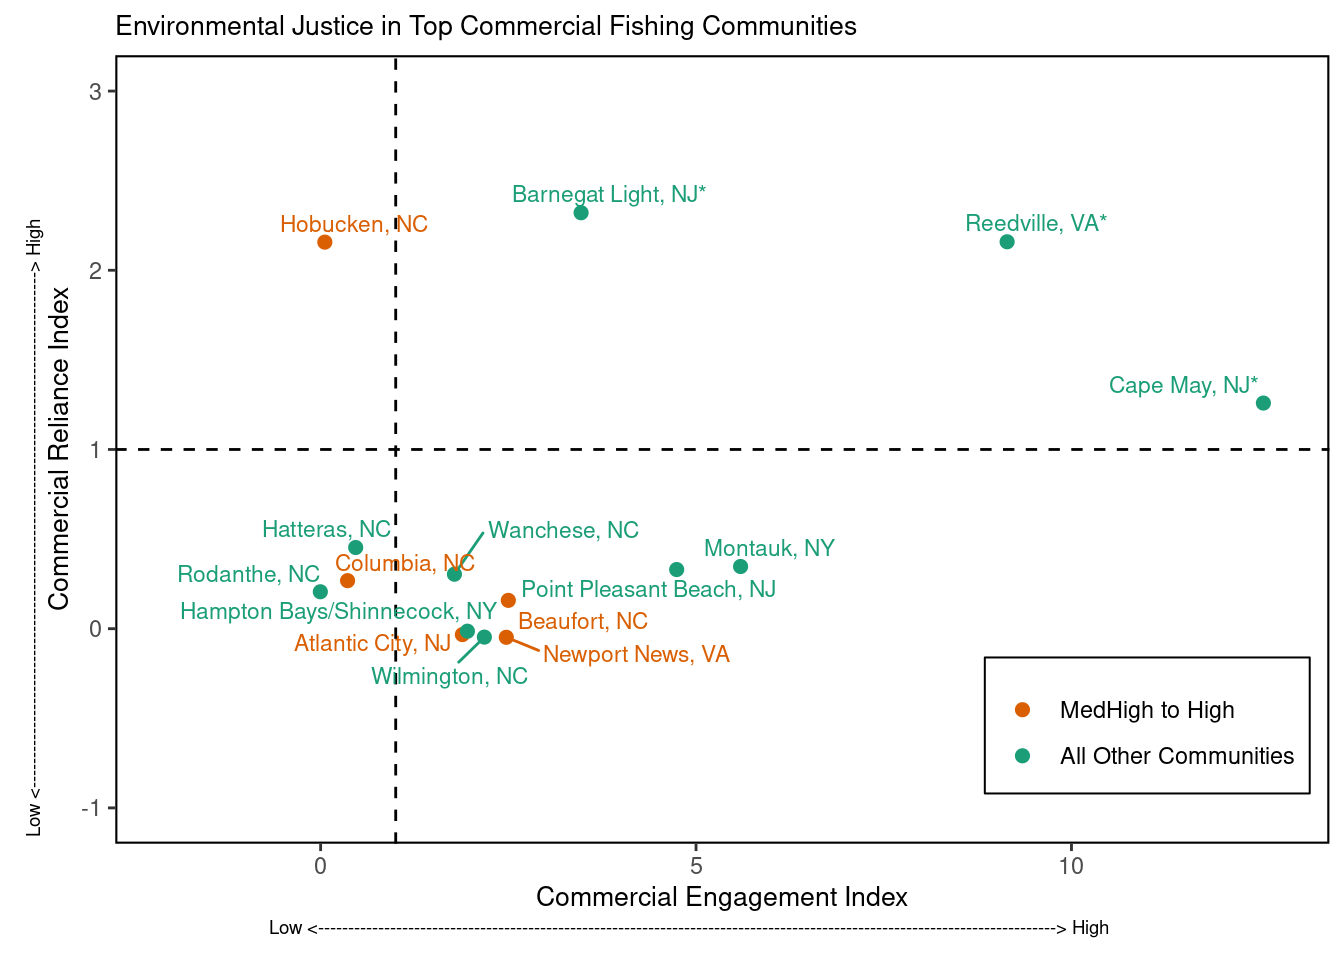 Environmental Justice in Top Commercial Fishing Communities
3
Barnegat Light, NJ*
Hobucken, NC
Reedville, VA*
2
Cape May, NJ*
1
Hatteras, NC
Wanchese, NC
Montauk, NY
Columbia, NC
Rodanthe, NC
Point Pleasant Beach, NJ
Hampton Bays/Shinnecock, NY
Beaufort, NC
0
Atlantic City, NJ
Newport News, VA
Wilmington, NC
MedHigh to High
All Other Communities
-1
Commercial Reliance Index
Low <--------------------------------------------------------------------------------------------> High
0 5 10
Commercial Engagement Index
Low <---------------------------------------------------------------------------------------------------------------------------> High